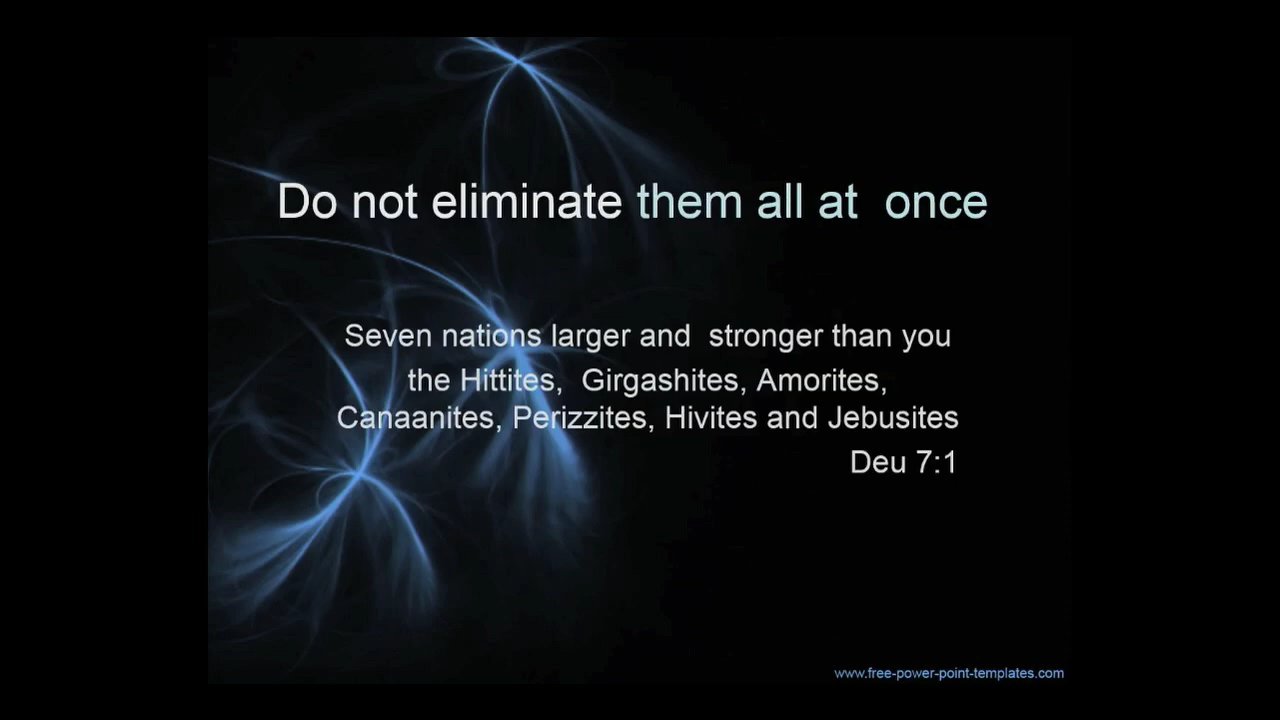 Do not eliminate them all at once
Seven nations larger and stronger than you
the Hittites, Girgashites, Amorites,
Canaanites, Perizzites, Hivites and Jebusites
Deu 7:1
www.free-power-point-templates.com